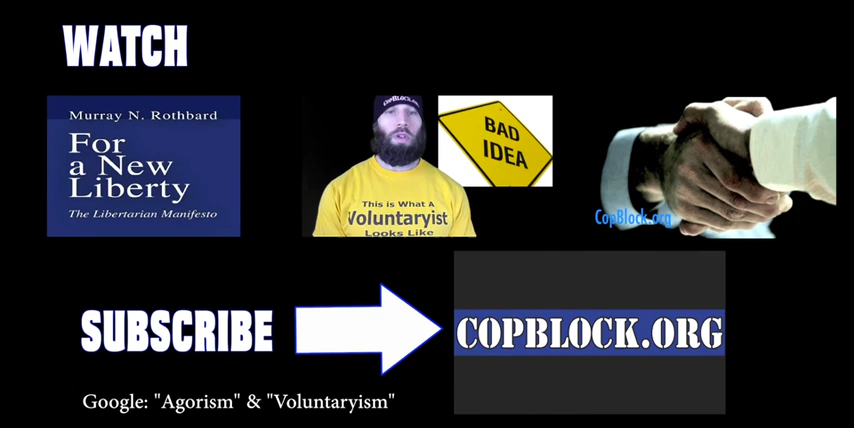 WATCH
Murray N. Rothbard
For
a New
Liberty
The Libertarian Manifesto
COPBLOCK.ORG
This is What A
Voluntaryist
Looks Like
BAD
IDEA
CopBlock.org
SUBSCRIBE
COPBLOCK.ORG
Google: "Agorism" & "Voluntaryism"